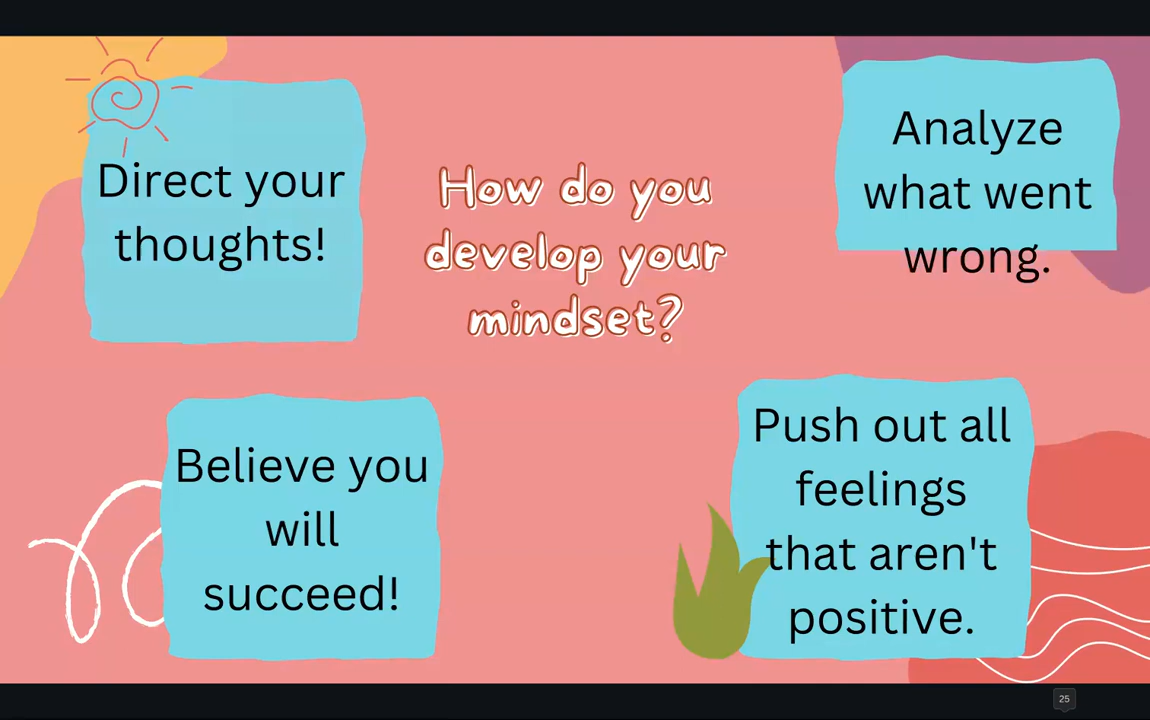 How do you
develop your
mindset?
Direct your
thoughts!
Analyze
what went
wrong.
Believe you
will
succeed!
Push out all
feelings
that aren't
positive.
25